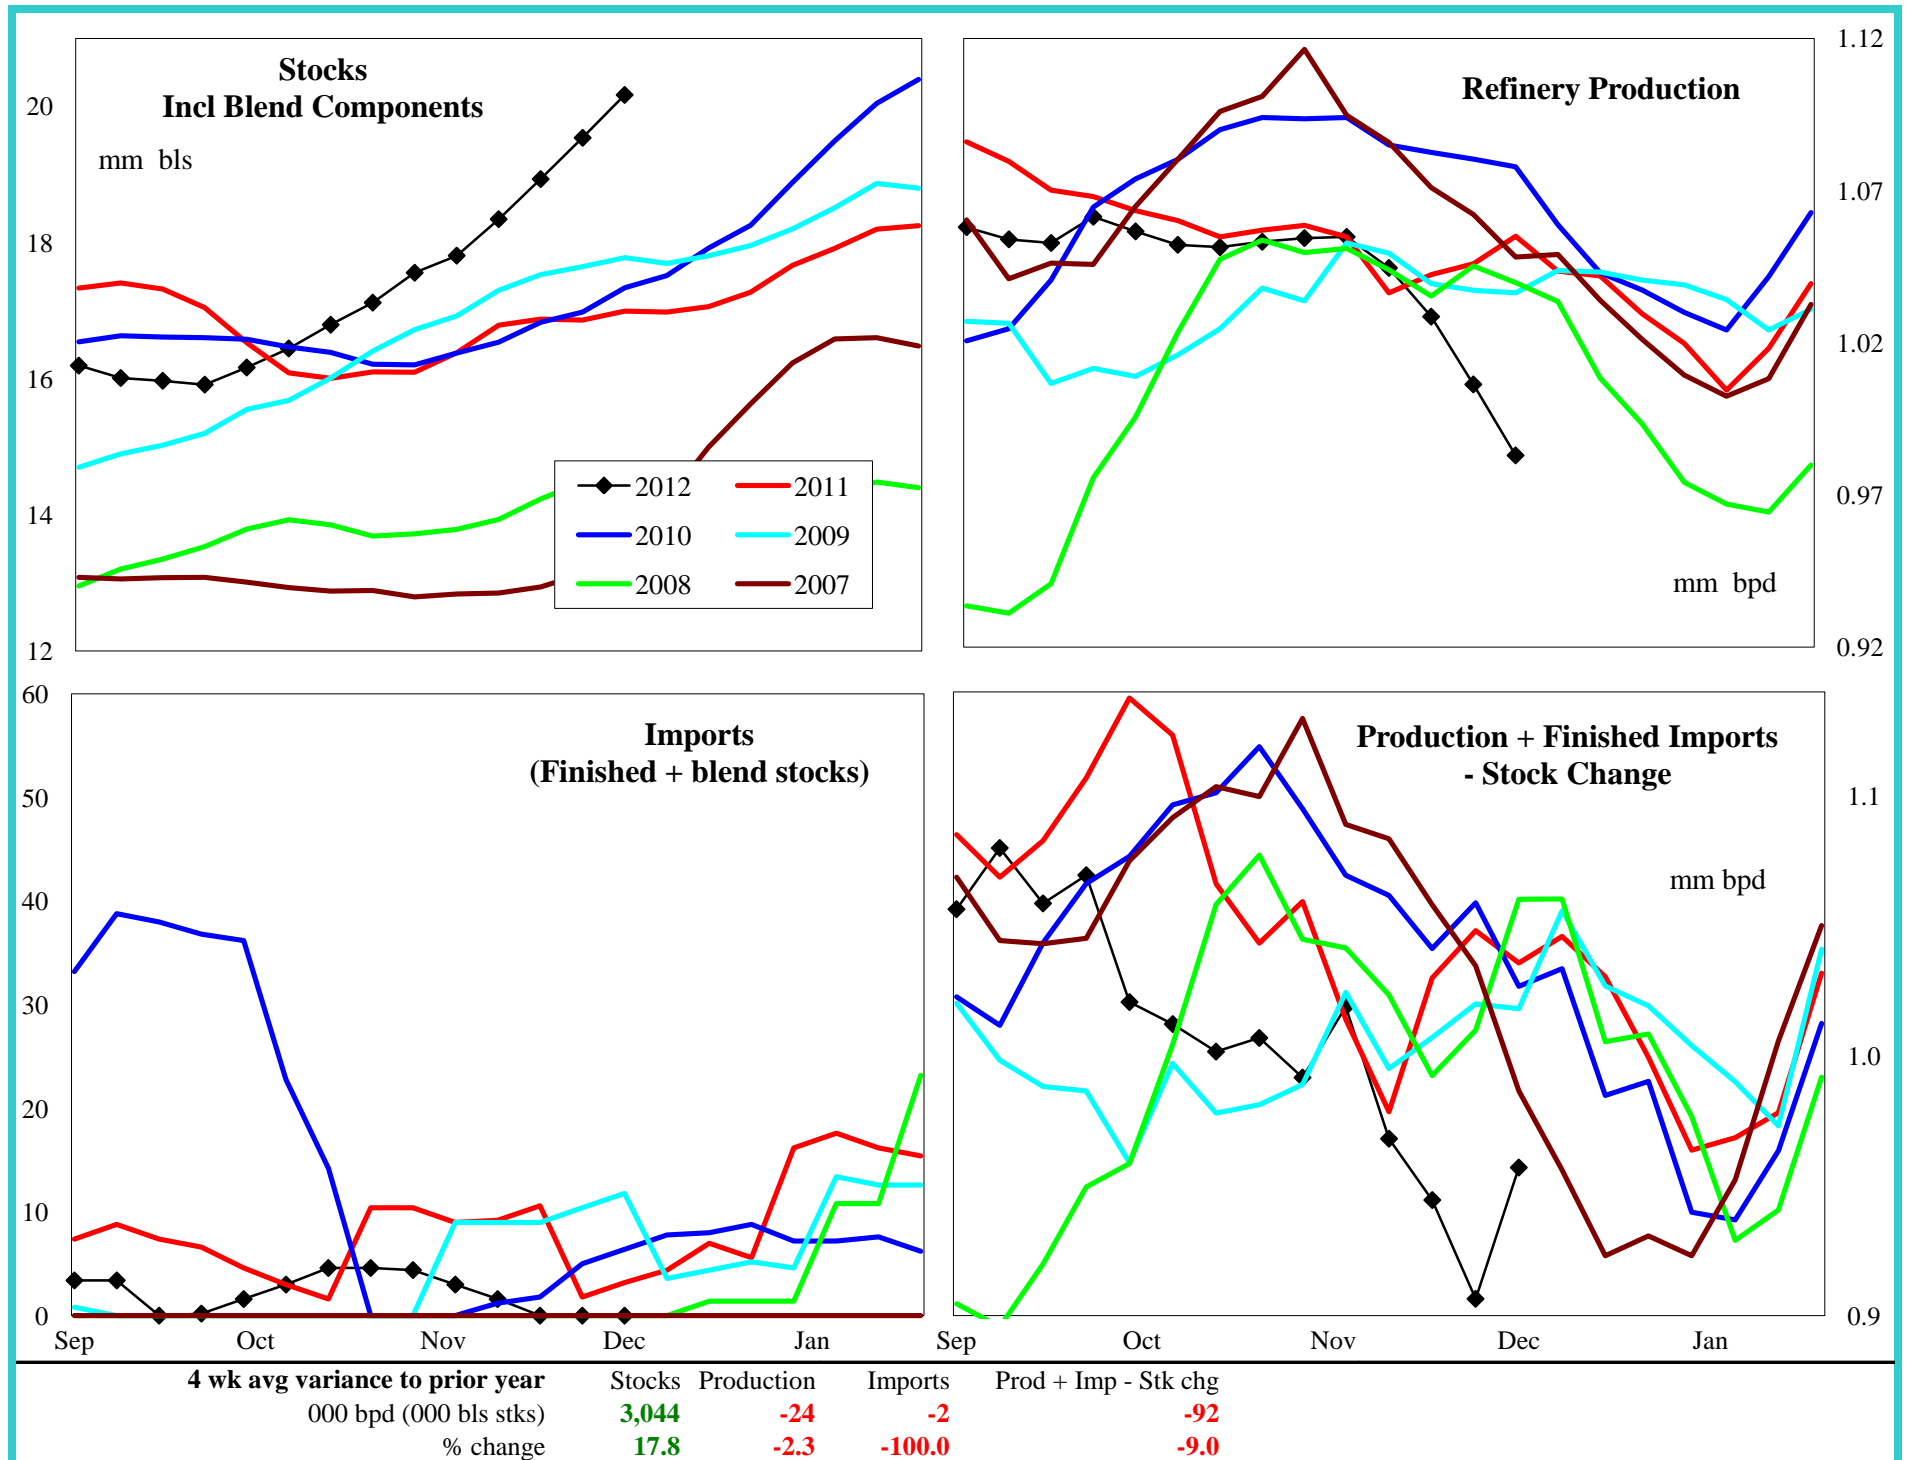 Stocks
Incl Blend Components
mm bls
20
18
16
14
12
2012 2011
2010 2009
2008 2007
Refinery Production
mm bpd
1.12
1.07
1.02
0.97
0.92
Imports
(Finished + blend stocks)
60
50
40
30
20
10
0
Sep Oct Nov Dec Jan
Production + Finished Imports
- Stock Change
mm bpd
1.1
1.0
0.9
Sep Oct Nov Dec Jan
4 wk avg variance to prior year Stocks Production Imports Prod + Imp - Stk chg
000 bpd (000 bls stks) 3,044 -24 -2 -92
% change 17.8 -2.3 -100.0 -9.0